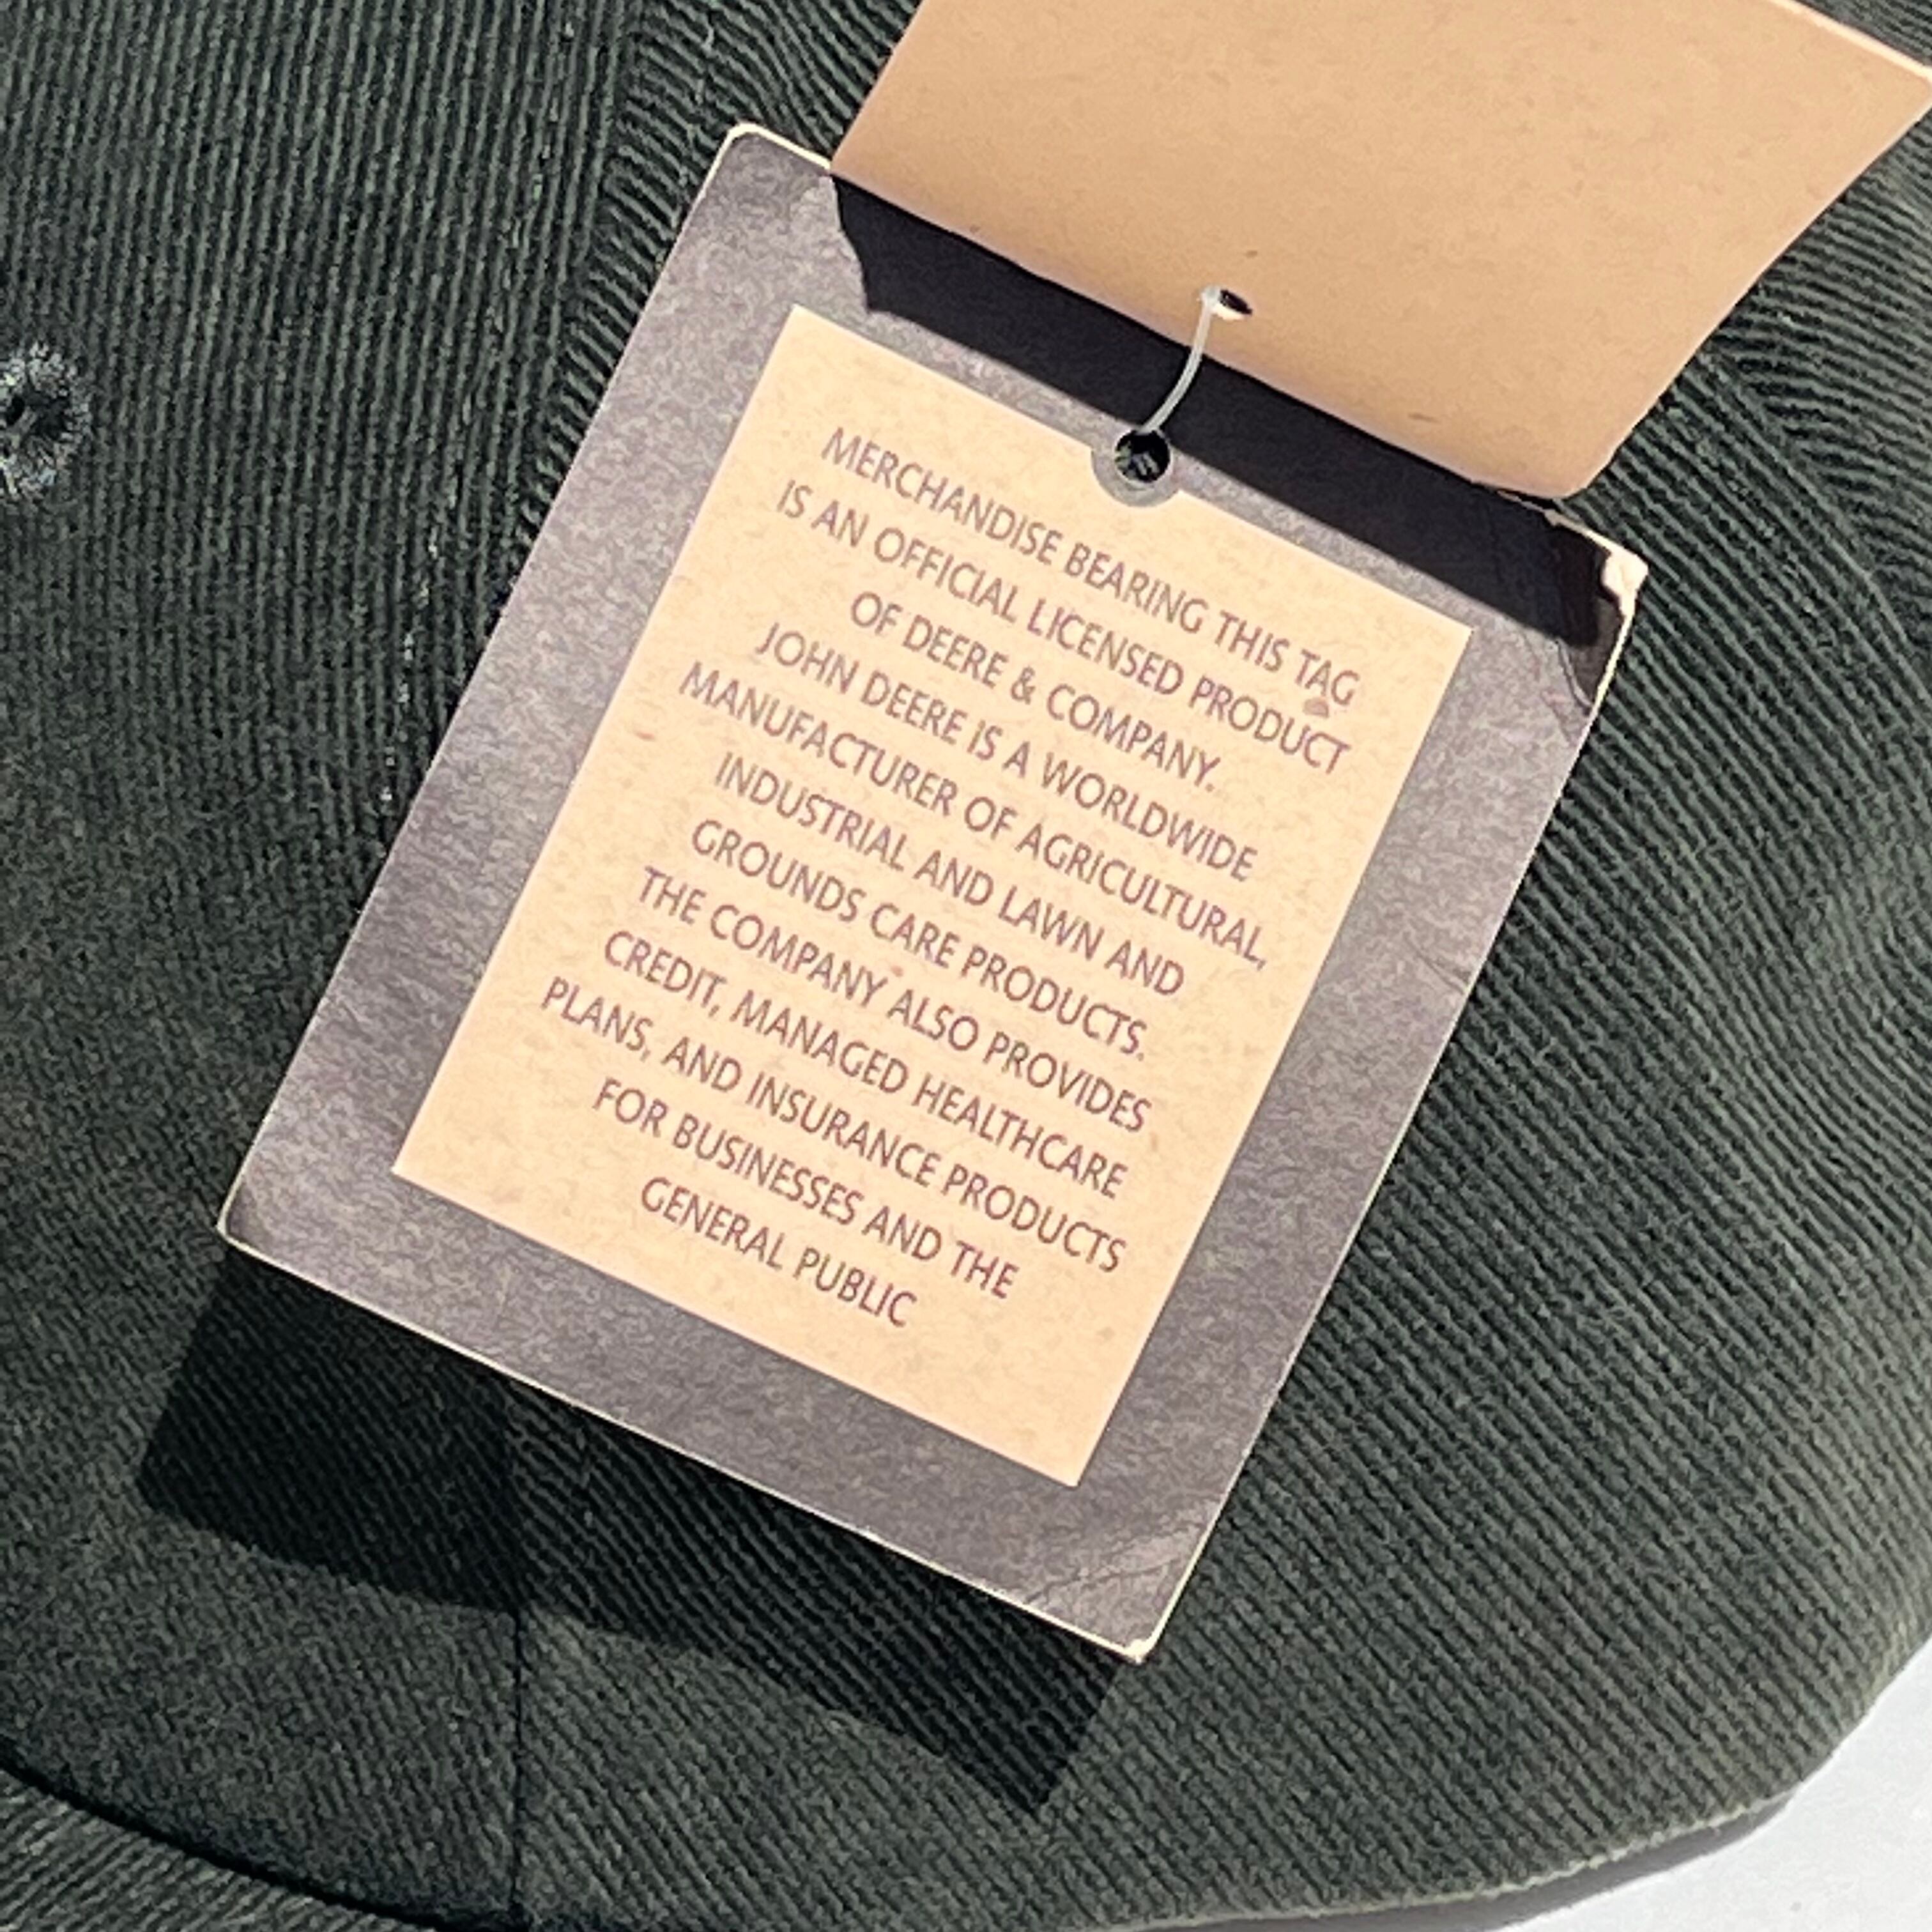 MERCHANDISE BEARING THIS TAG
IS AN OFFICIAL LICENSED PRODUCT
OF DEERE & COMPANY.
JOHN DEERE IS A WORLDWIDE
MANUFACTURER OF AGRICULTURAL,
INDUSTRIAL AND LAWN AND
GROUNDS CARE PRODUCTS.
THE COMPANY ALSO PROVIDES
CREDIT, MANAGED HEALTHCARE
PLANS, AND INSURANCE PRODUCTS
FOR BUSINESSES AND THE
GENERAL PUBLIC